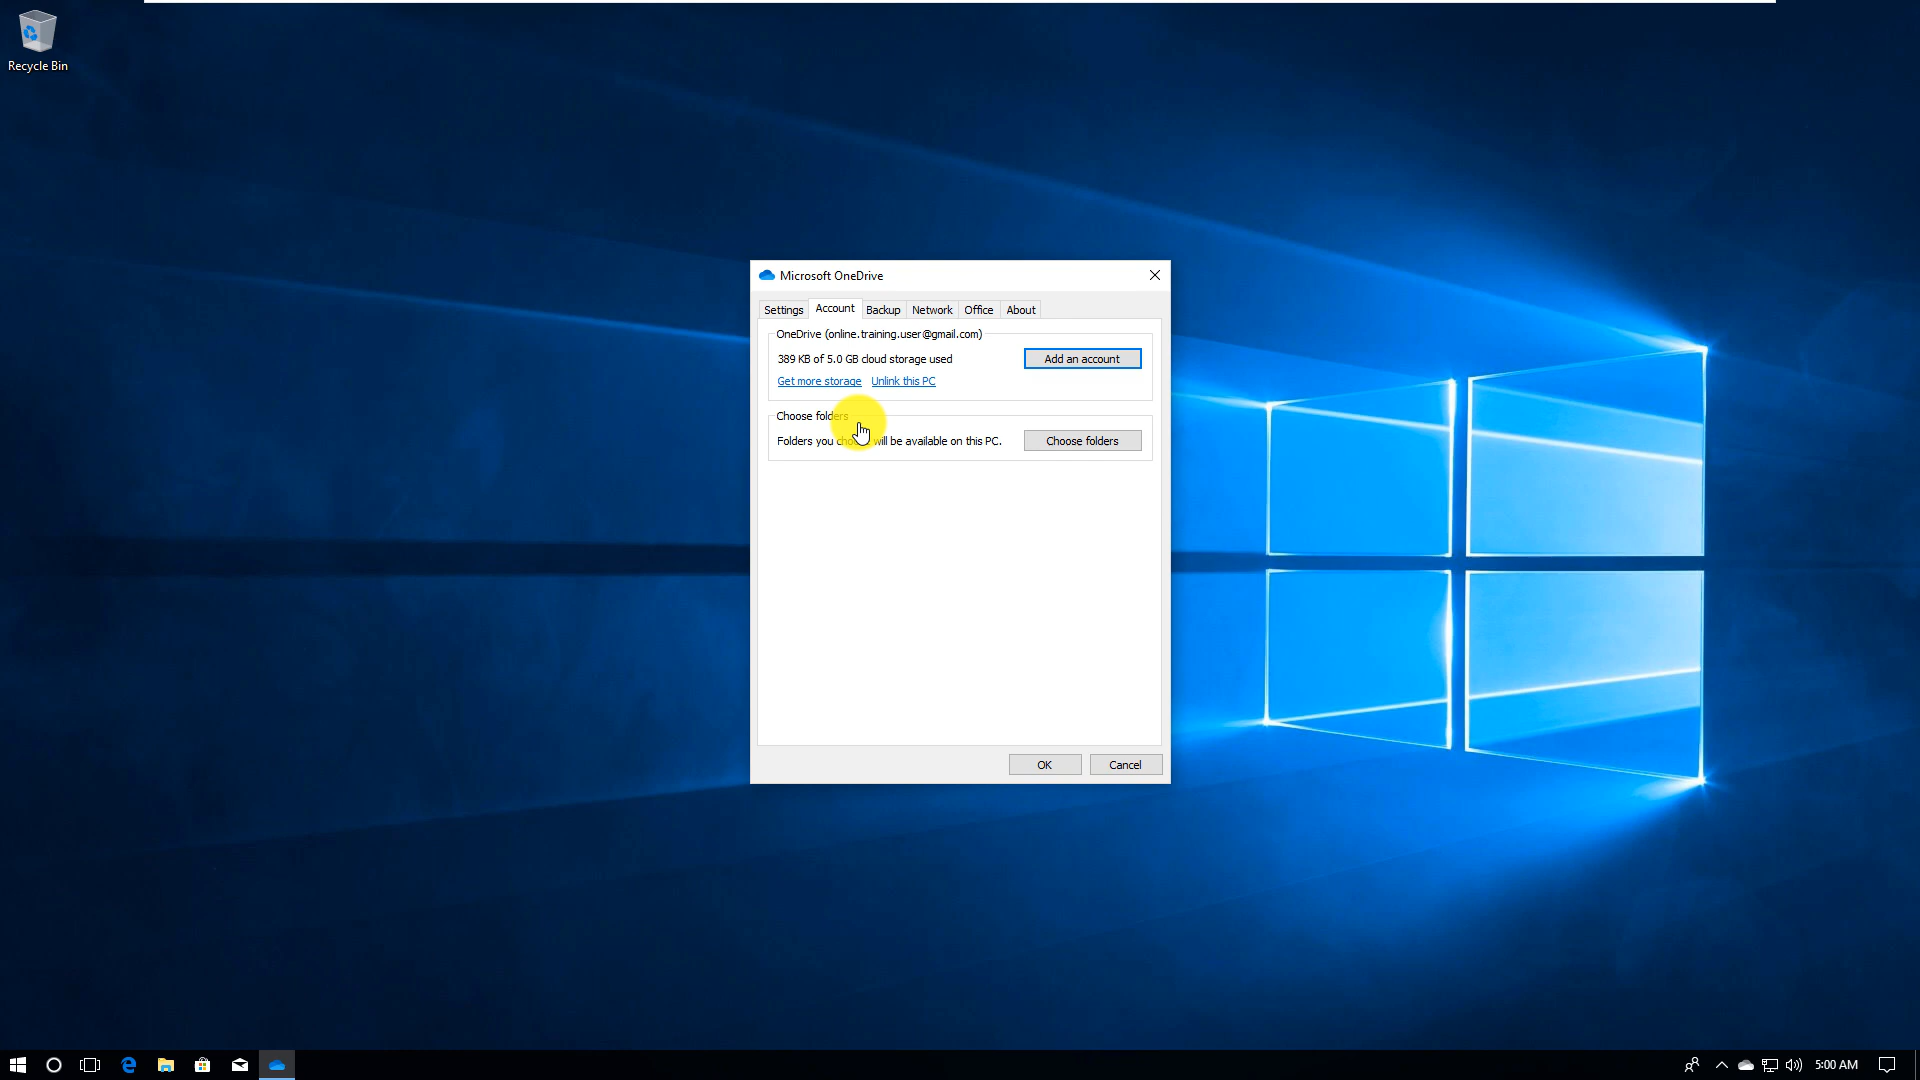 Recycle Bin
Microsoft OneDrive
Settings Account Backup Network Office About
OneDrive (online.training.user@gmail.com)
389 KB of 5.0 GB cloud storage used
Add an account
Get more storage Unlink this PC
Choose folders
Folders you will be available on this PC.
Choose folders
OK Cancel
5:00 AM